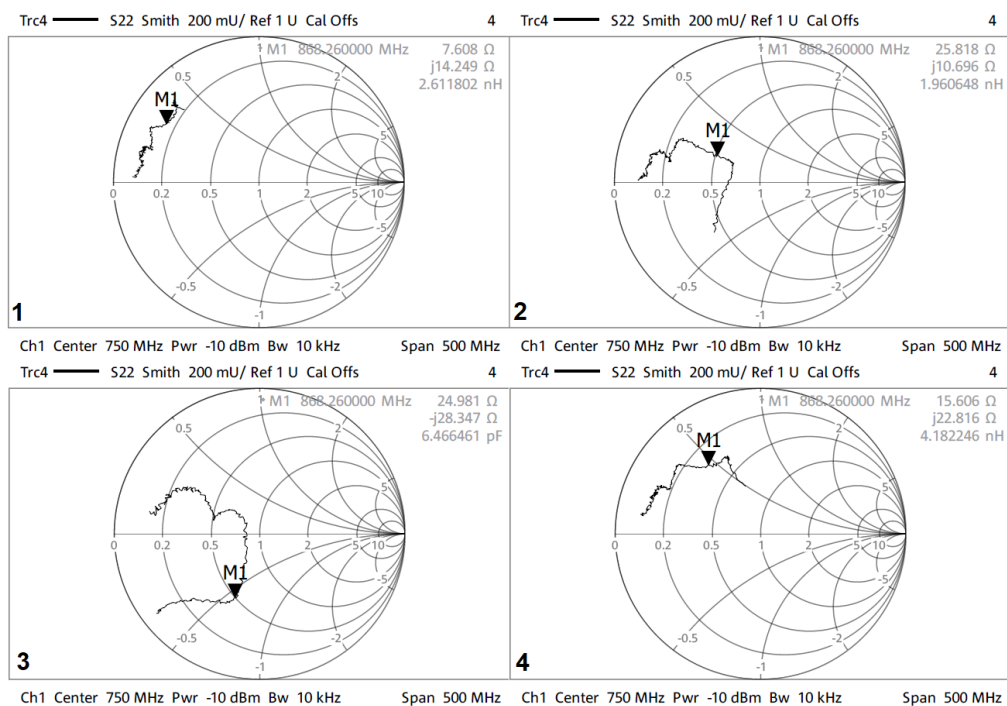 Trc4 S22 Smith 200 mU/ Ref 1 U Cal Offs 4
M1 868.260000 MHz 7.608 Ω
j14.249 Ω
2.611802 nH
1
0.5
2
5
M1
0 0.2 0.5 1 2 5 10
-5
-0.5
-2
-1
1
Ch1 Center 750 MHz Pwr -10 dBm Bw 10 kHz Span 500 MHz
Trc4 S22 Smith 200 mU/ Ref 1 U Cal Offs 4
M1 868.260000 MHz 25.818 Ω
j10.696 Ω
1.960648 nH
1
0.5
2
5
M1
0 0.2 0.5 1 2 5 10
-5
-0.5
-2
-1
2
Ch1 Center 750 MHz Pwr -10 dBm Bw 10 kHz Span 500 MHz
Trc4 S22 Smith 200 mU/ Ref 1 U Cal Offs 4
M1 868.260000 MHz 24.981 Ω
-j28.347 Ω
6.466461 pF
0.5
2
5
M1
0 0.2 0.5 1 2 5 10
-5
-0.5
-2
-1
3
Ch1 Center 750 MHz Pwr -10 dBm Bw 10 kHz Span 500 MHz
Trc4 S22 Smith 200 mU/ Ref 1 U Cal Offs 4
M1 868.260000 MHz 15.606 Ω
j22.816 Ω
4.182246 nH
0.5
2
5
M1
0 0.2 0.5 1 2 5 10
-5
-0.5
-2
-1
4
Ch1 Center 750 MHz Pwr -10 dBm Bw 10 kHz Span 500 MHz